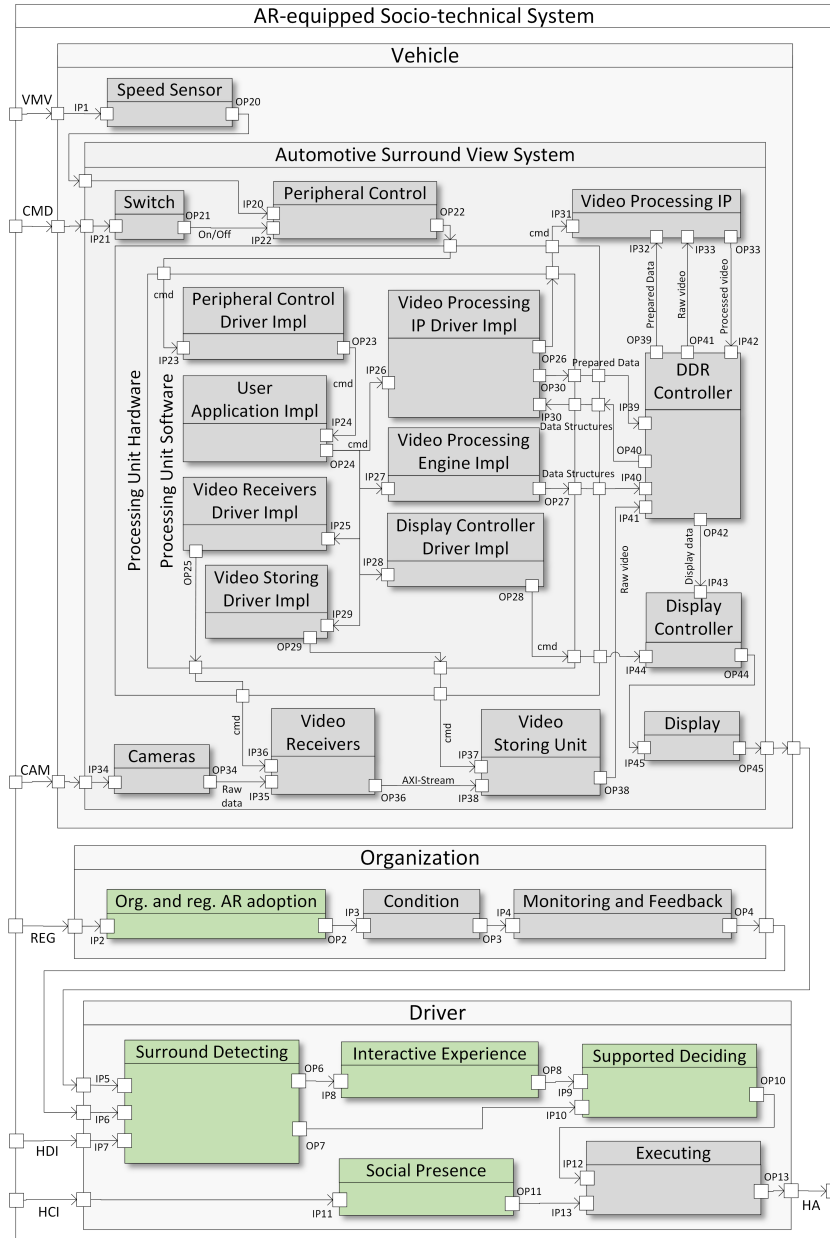 AR-equipped Socio-technical System
Vehicle
VMV
IP1
Speed Sensor
OP20
Automotive Surround View System
CMD
IP21
Switch
OP21
On/Off
IP20
IP22
Peripheral Control
OP22
Video Processing IP
IP31
cmd
IP32
IP33
OP33
Prepared Data
Raw video
Processed video
OP39
OP41
IP42
Processing Unit Hardware
Processing Unit Software
cmd
IP23
Peripheral Control
Driver Impl
OP23
cmd
User
Application Impl
IP24
OP24
cmd
Video Receivers
Driver Impl
IP25
OP25
Video Storing
Driver Impl
IP29
OP29
IP26
Video Processing
IP Driver Impl
OP26
OP30
IP30
Prepared Data
Data Structures
IP27
Video Processing
Engine Impl
OP27
Data Structures
IP28
Display Controller
Driver Impl
OP28
cmd
DDR
Controller
IP39
OP40
IP40
IP41
OP42
Raw video
Display data
IP43
Display
Controller
IP44
OP44
Display
IP45
OP45
CAM
IP34
Cameras
OP34
Raw
data
cmd
IP36
IP35
Video
Receivers
OP36
AXI-Stream
cmd
IP37
IP38
Video
Storing Unit
OP38
Organization
REG
IP2
Org. and reg. AR adoption
OP2
IP3
Condition
OP3
IP4
Monitoring and Feedback
OP4
Driver
IP5
IP6
IP7
HDI
HCI
Surround Detecting
OP6
OP7
IP8
Interactive Experience
OP8
IP9
IP10
Supported Deciding
OP10
IP11
Social Presence
OP11
IP12
IP13
Executing
OP13
HA